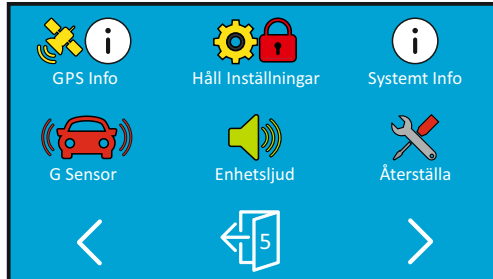 GPS Info
Håll Inställningar
Systemt Info
G Sensor
Enhetsljud
Återställa
5